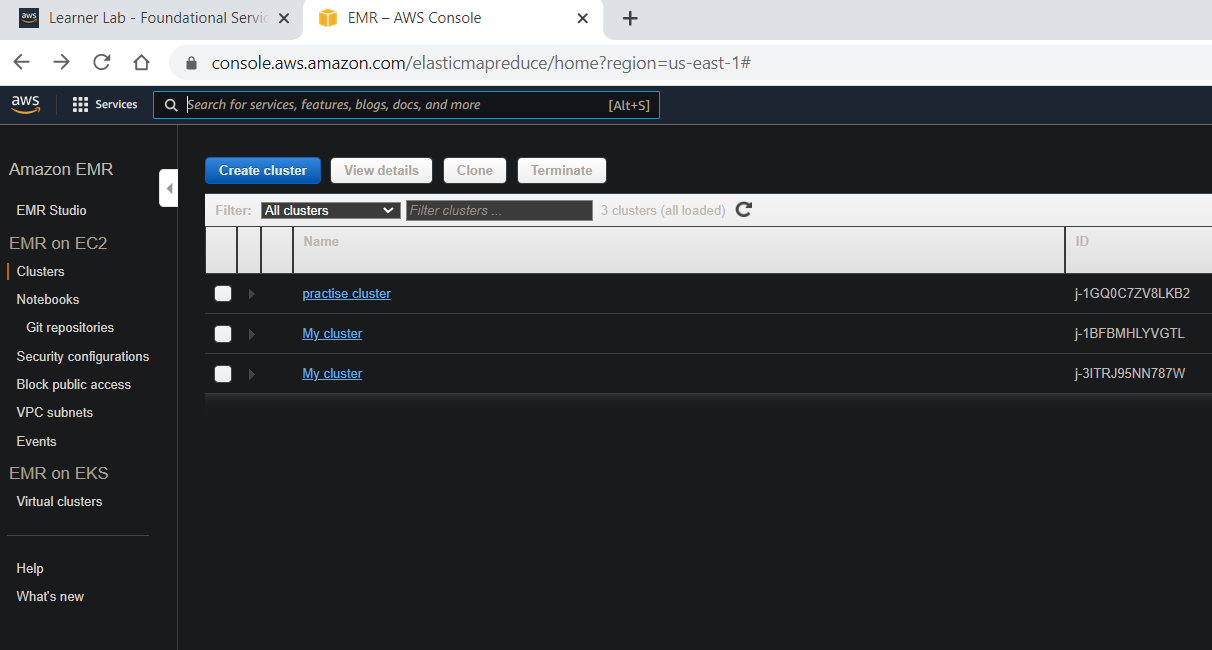 aws Learner Lab - Foundational Servic
EMR – AWS Console
console.aws.amazon.com/elasticmapreduce/home?region=us-east-1#
aws Services Search for services, features, blogs, docs, and more [Alt+S]
Amazon EMR
EMR Studio
EMR on EC2
Clusters
Notebooks
Git repositories
Security configurations
Block public access
VPC subnets
Events
EMR on EKS
Virtual clusters
Help
What's new
Create cluster View details Clone Terminate
Filter: All clusters Filter clusters ... 3 clusters (all loaded)
Name ID
practise cluster j-1GQ0C7ZV8LKB2
My cluster j-1BFBMHLYVGTL
My cluster j-3ITRJ95NN787W